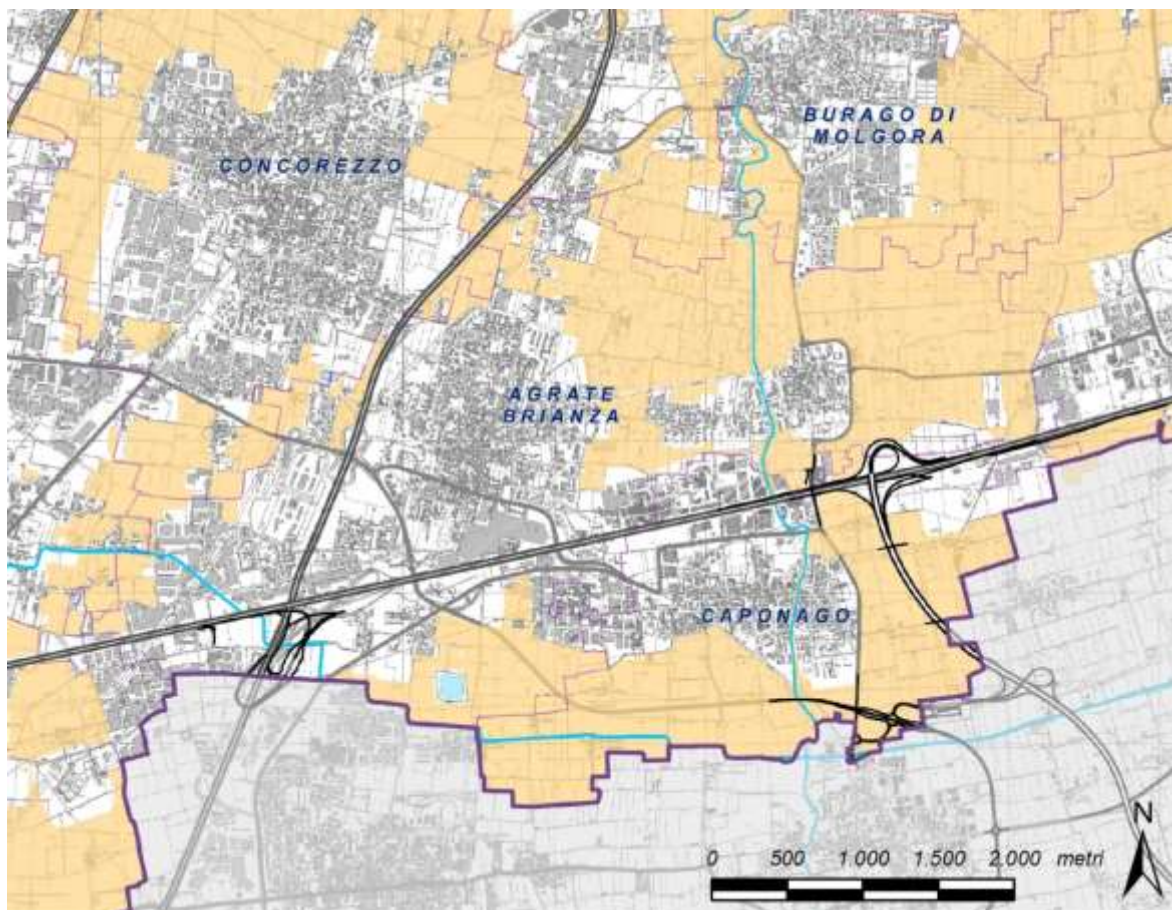 BURAGO DI
MOLGORA
CONCOREZZO
AGRATE
BRIANZA
CAPONAGO
N
0 500 1.000 1.500 2.000 metri